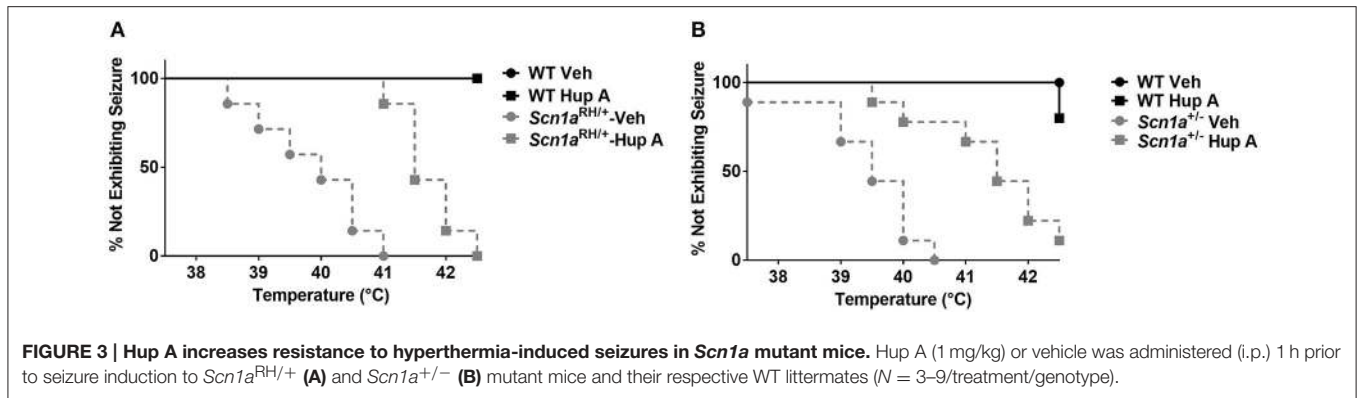 A
% Not Exhibiting Seizure
100
50
0
38 39 40 41 42
Temperature (°C)
WT Veh
WT Hup A
Scn1aRH/+-Veh
Scn1aRH/+-Hup A
B
% Not Exhibiting Seizure
100
50
0
38 39 40 41 42
Temperature (°C)
WT Veh
WT Hup A
Scn1a+/- Veh
Scn1a+/- Hup A
FIGURE 3 | Hup A increases resistance to hyperthermia-induced seizures in Scn1a mutant mice. Hup A (1 mg/kg) or vehicle was administered (i.p.) 1 h prior
to seizure induction to Scn1aRH/+ (A) and Scn1a+/− (B) mutant mice and their respective WT littermates (N = 3–9/treatment/genotype).